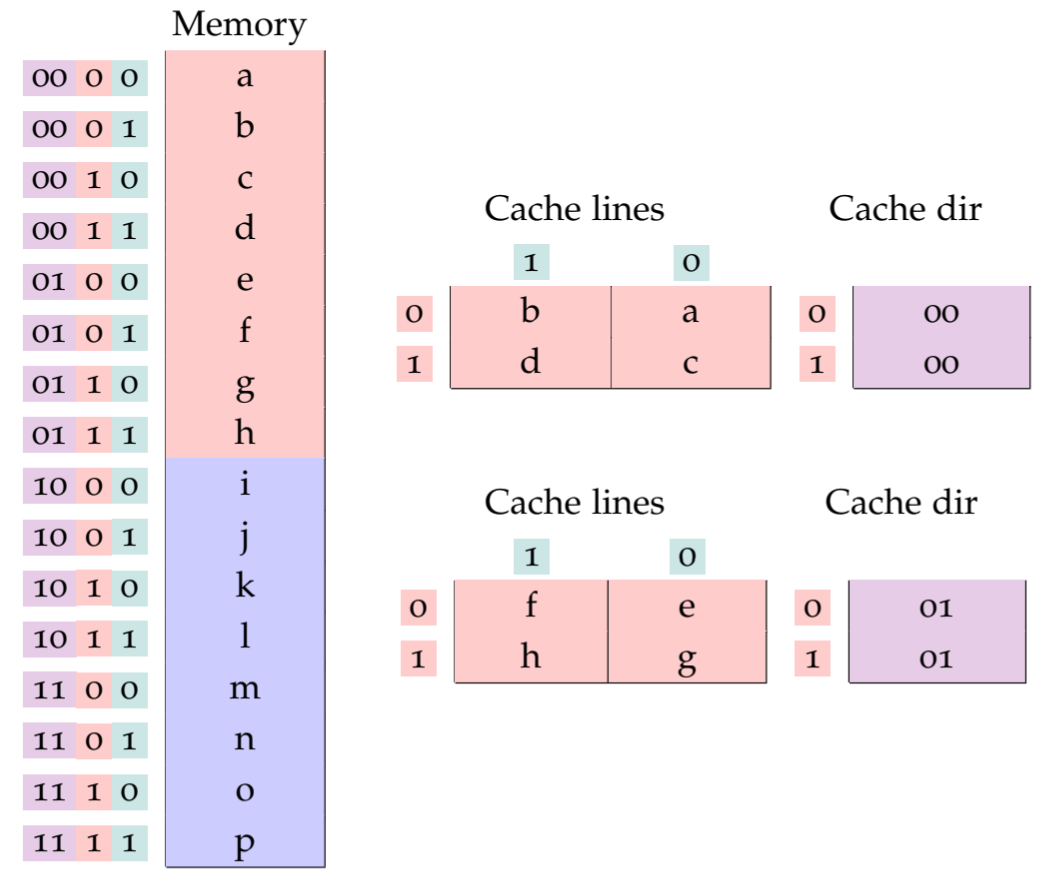 Memory
00 0 0 a
00 0 1 b
00 1 0 c
00 1 1 d
01 0 0 e
01 0 1 f
01 1 0 g
01 1 1 h
10 0 0 i
10 0 1 j
10 1 0 k
10 1 1 l
11 0 0 m
11 0 1 n
11 1 0 o
11 1 1 p
Cache lines Cache dir
1 0
0 b a 0 00
1 d c 1 00
Cache lines Cache dir
1 0
0 f e 0 01
1 h g 1 01